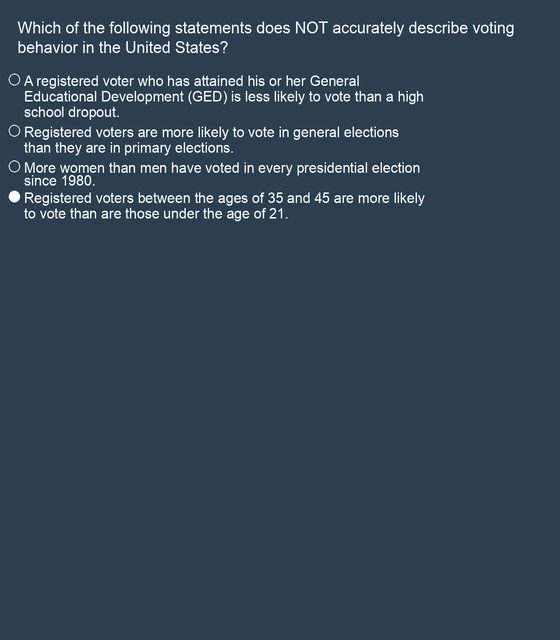 Which of the following statements does NOT accurately describe voting
behavior in the United States?
A registered voter who has attained his or her General
Educational Development (GED) is less likely to vote than a high
school dropout.
Registered voters are more likely to vote in general elections
than they are in primary elections.
More women than men have voted in every presidential election
since 1980.
Registered voters between the ages of 35 and 45 are more likely
to vote than are those under the age of 21.